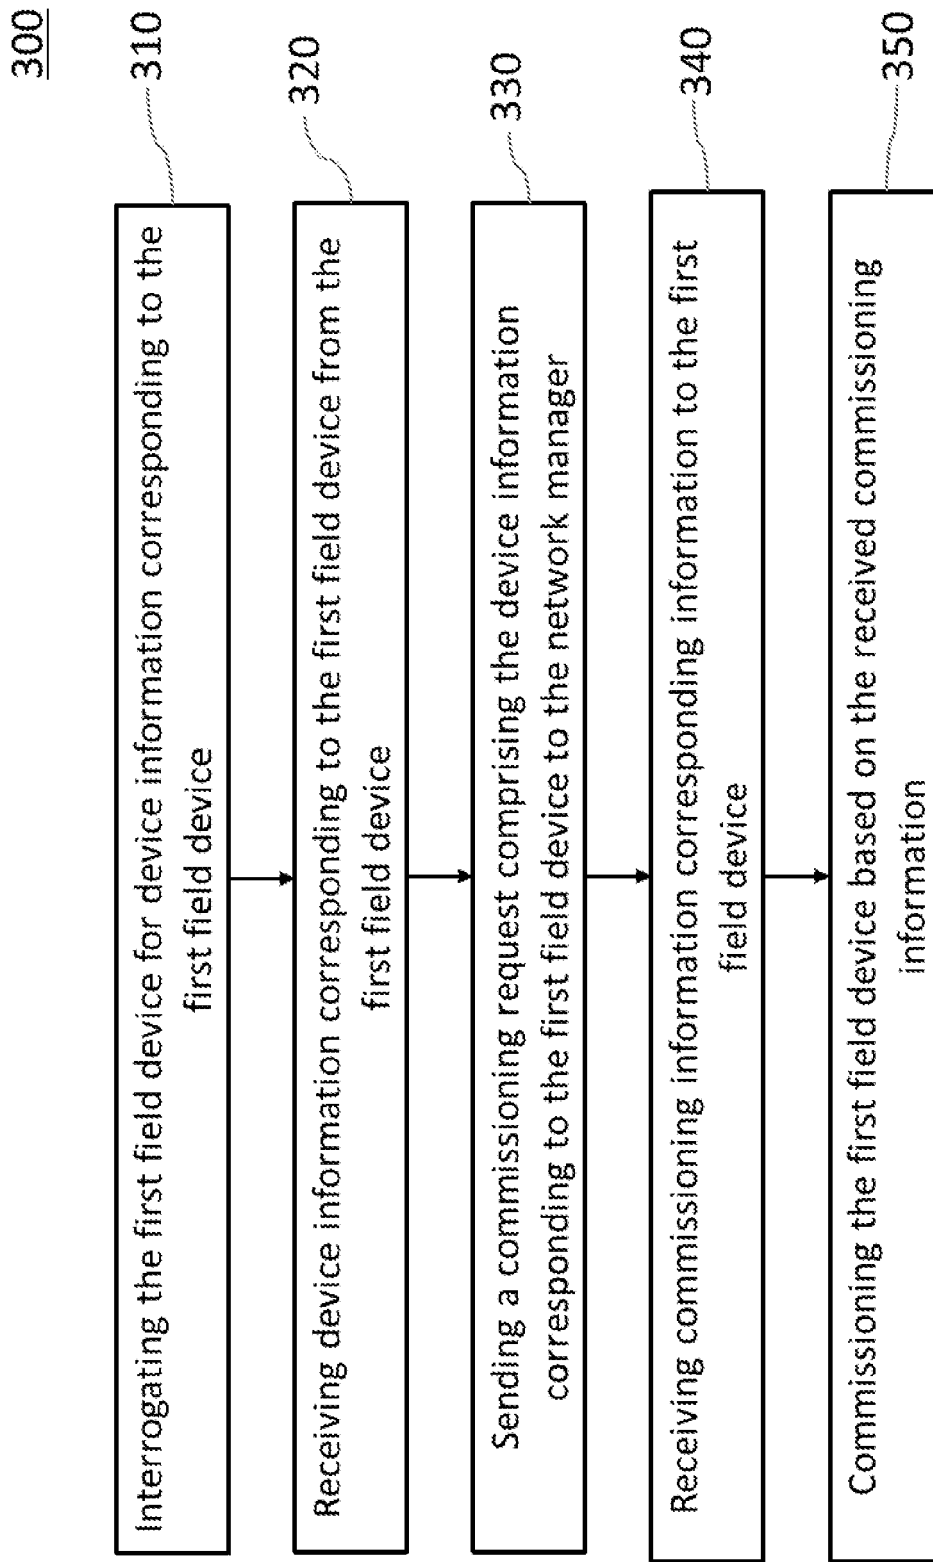 300
Interrogating the first field device for device information corresponding to the
first field device
310
Receiving device information corresponding to the first field device from the
first field device
320
Sending a commissioning request comprising the device information
corresponding to the first field device to the network manager
330
Receiving commissioning information corresponding information to the first
field device
340
Commissioning the first field device based on the received commissioning
information
350